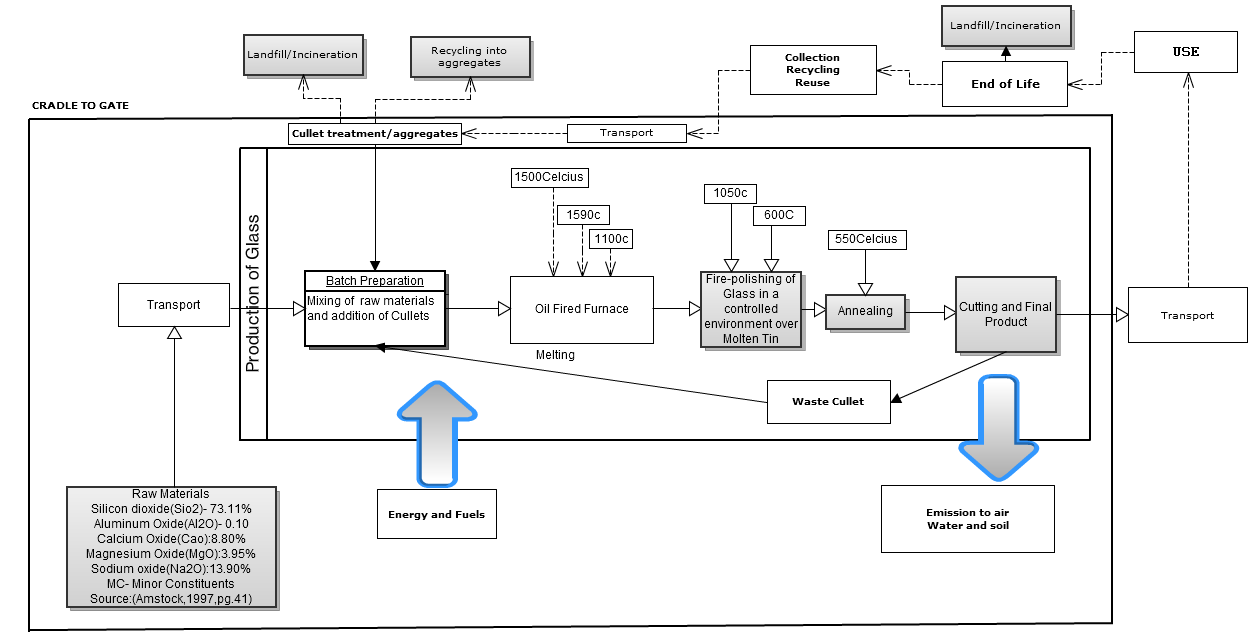 Landfill/Incineration
USE
Landfill/Incineration
Recycling into
aggregates
Collection
Recycling
Reuse
End of Life
CRADLE TO GATE
Cullet treatment/aggregates
Transport
Production of Glass
1500Celcius
1590c
1100c
1050c
600C
550Celcius
Batch Preparation
Mixing of raw materials
and addition of Cullets
Transport
Oil Fired Furnace
Melting
Fire-polishing of
Glass in a
controlled
environment over
Molten Tin
Annealing
Cutting and Final
Product
Transport
Waste Cullet
Raw Materials
Silicon dioxide(Sio2)- 73.11%
Aluminum Oxide(Al2O)- 0.10
Calcium Oxide(Cao):8.80%
Magnesium Oxide(MgO):3.95%
Sodium oxide(Na2O):13.90%
MC- Minor Constituents
Source:(Amstock,1997,pg.41)
Energy and Fuels
Emission to air
Water and soil